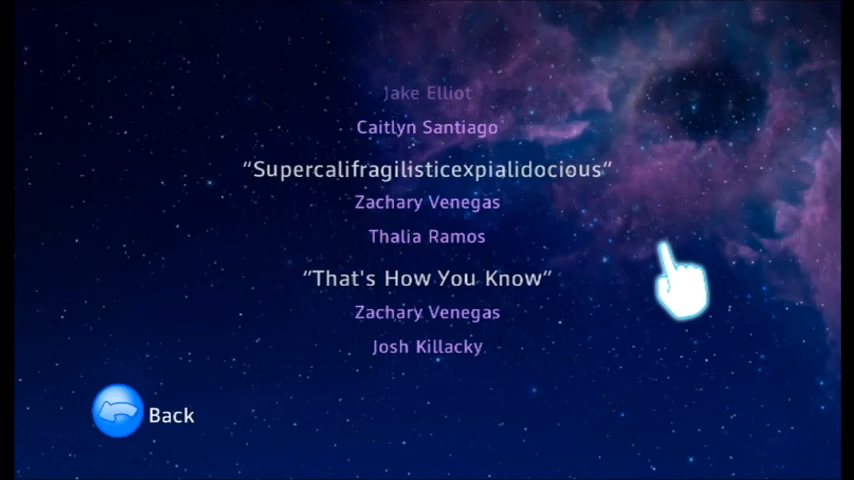 Jake Elliot
Caitlyn Santiago
“Supercalifragilisticexpialidocious”
Zachary Venegas
Thalia Ramos
“That's How You Know”
Zachary Venegas
Josh Killacky
Back